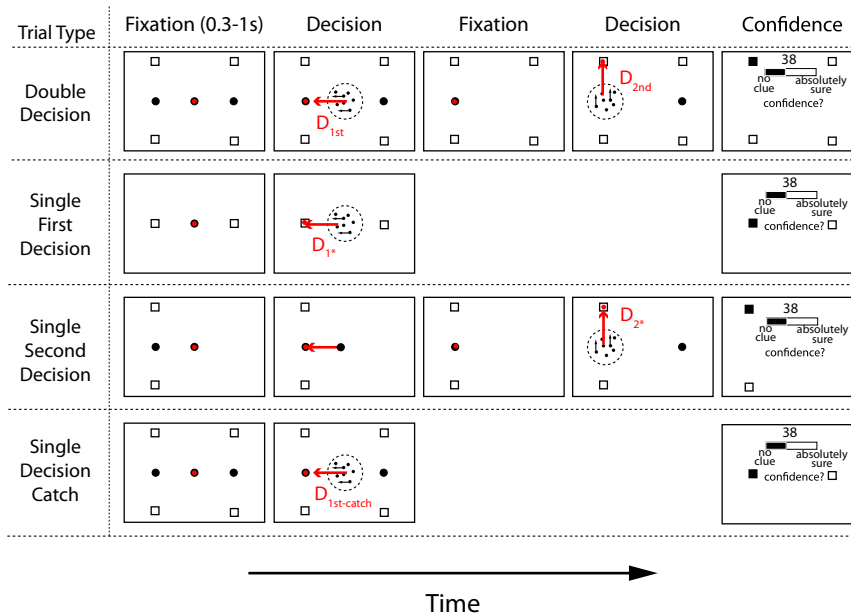 Trial Type Fixation (0.3-1s) Decision Fixation Decision Confidence
Double
Decision
D1st
D2nd
38
no
clue
absolutely
sure
confidence?
Single
First
Decision
D1*
38
no
clue
absolutely
sure
confidence?
Single
Second
Decision
D2*
38
no
clue
absolutely
sure
confidence?
Single
Decision
Catch
D1st-catch
38
no
clue
absolutely
sure
confidence?
Time